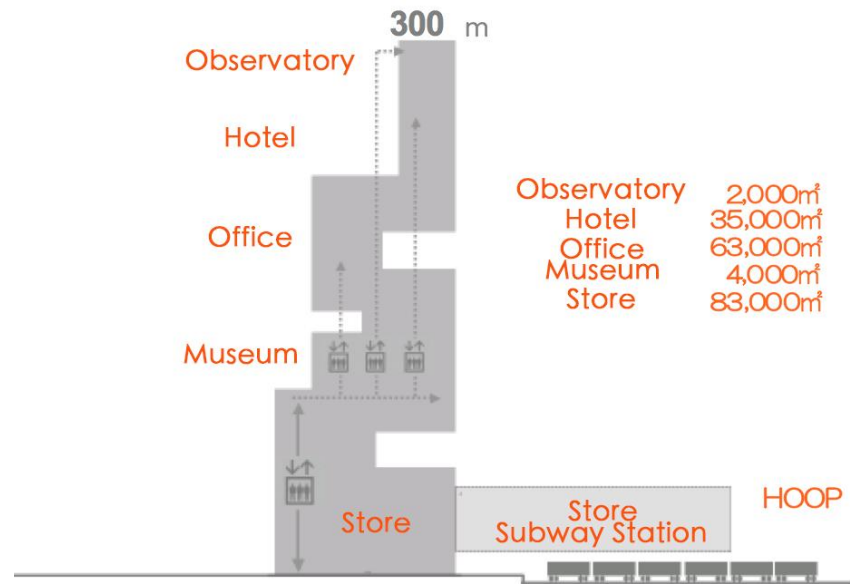 300 m
Observatory
Hotel
Office
Museum
Store
Observatory 2,000㎡
Hotel 35,000㎡
Office 63,000㎡
Museum 4,000㎡
Store 83,000㎡
Store
Subway Station
HOOP